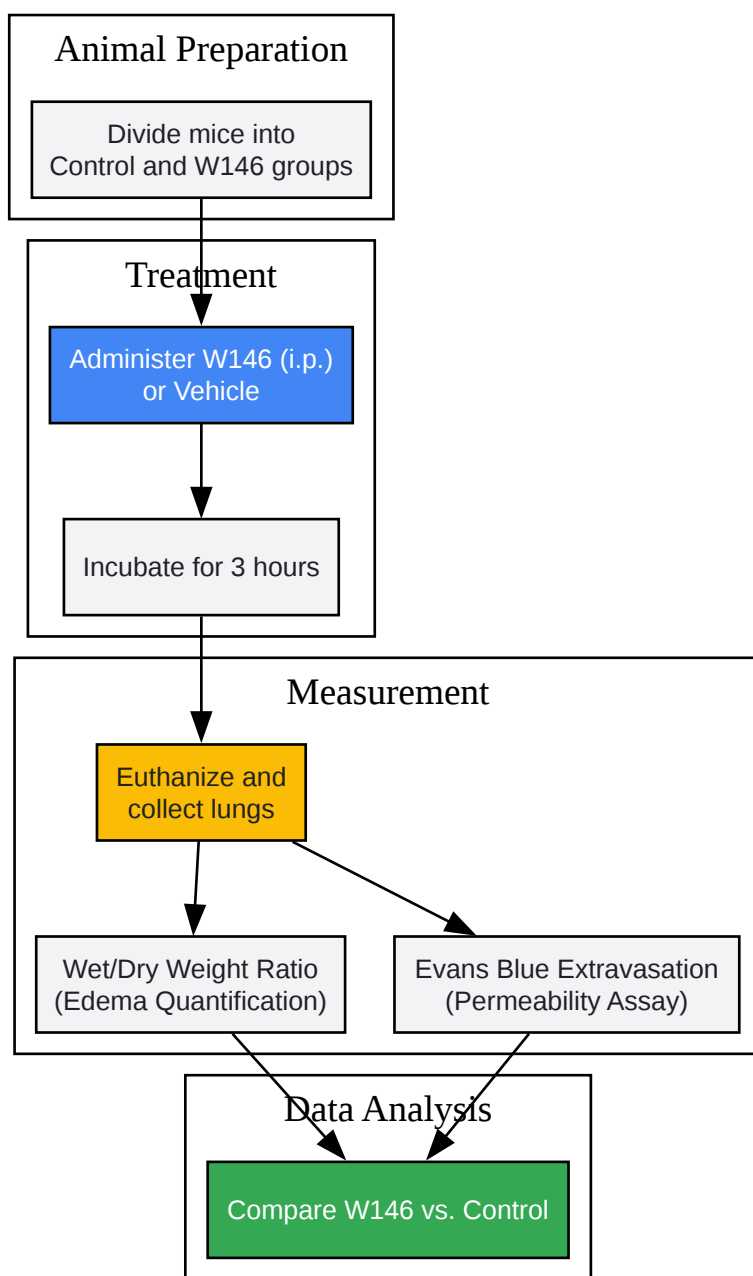 Animal Preparation
Divide mice into
Control and W146 groups
Treatment
Administer W146 (i.p.)
or Vehicle
Incubate for 3 hours
Measurement
Euthanize and
collect lungs
Wet/Dry Weight Ratio
(Edema Quantification)
Evans Blue Extravasation
(Permeability Assay)
Data Analysis
Compare W146 vs. Control